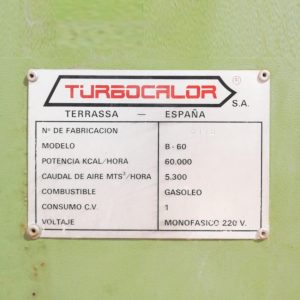 TURBOCALOR ® S.A.
TERRASSA — ESPAÑA
Nº DE FABRICACION
MODELO B-60
POTENCIA KCAL/HORA 60.000
CAUDAL DE AIRE MTS³/HORA 5.300
COMBUSTIBLE GASOLEO
CONSUMO C.V 1
VOLTAJE MONOFASICO 220 V.